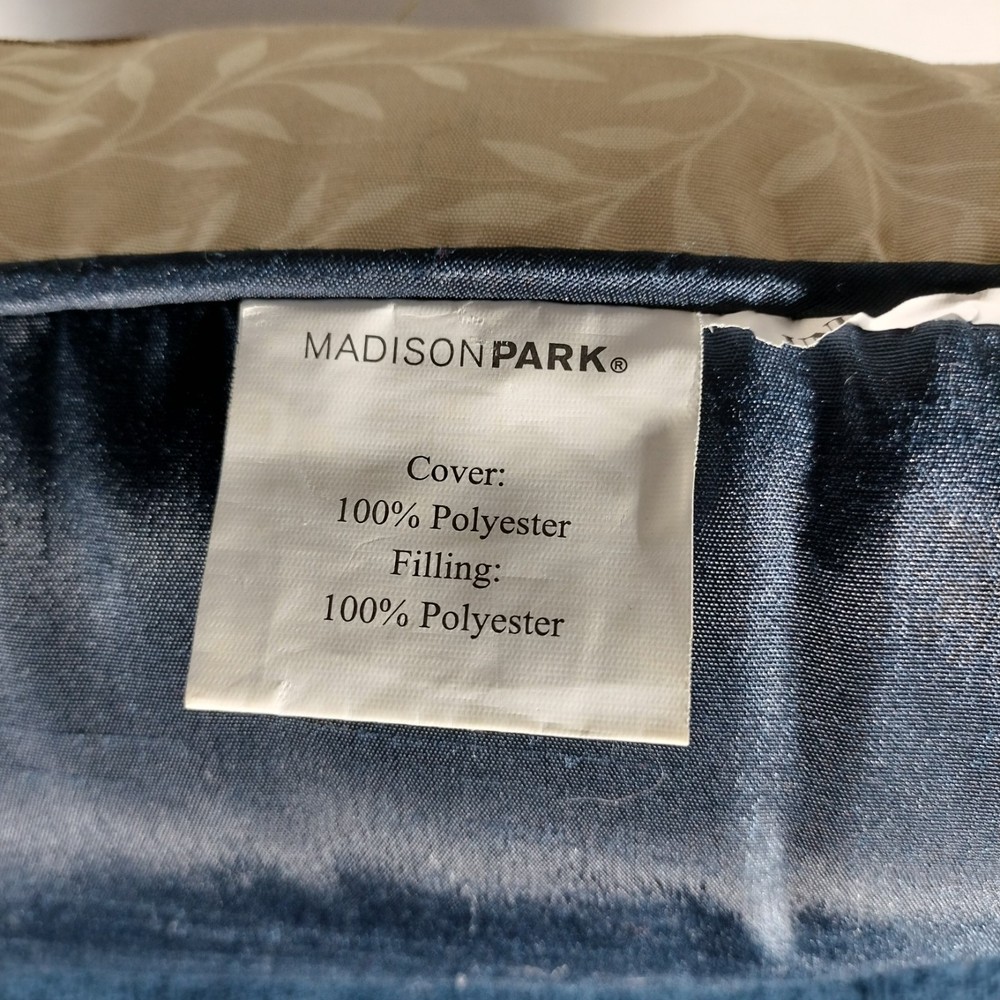 MADISONPARK®
Cover:
100% Polyester
Filling:
100% Polyester